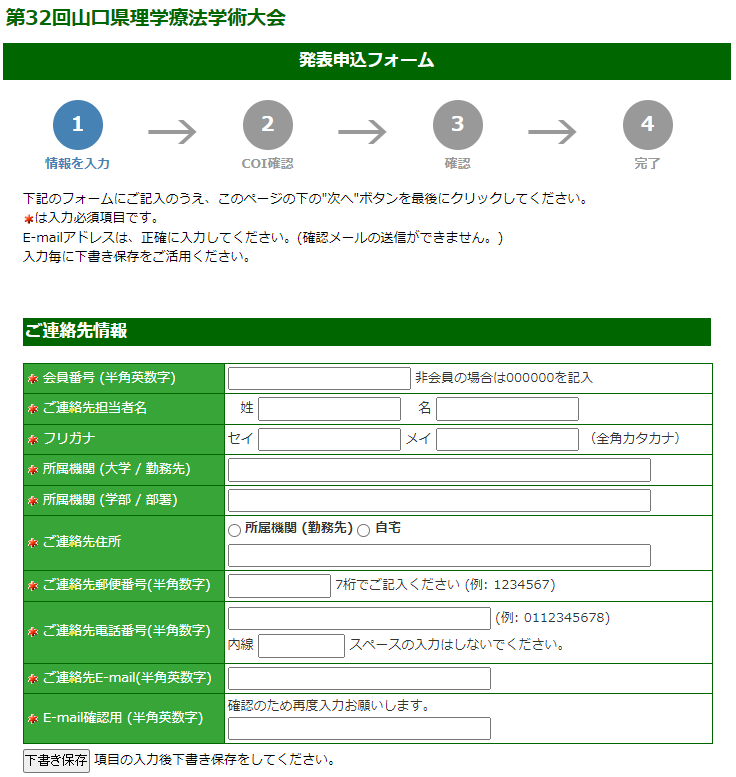 第32回山口県理学療法学術大会
発表申込フォーム
1 2 3 4
情報を入力 COI確認 確認 完了
下記のフォームにご記入のうえ、このページの下の"次へ"ボタンを最後にクリックしてください。
*は入力必須項目です。
E-mailアドレスは、正確に入力してください。(確認メールの送信ができません。)
入力毎に下書き保存をご活用ください。
ご連絡先情報
* 会員番号 (半角英数字) 非会員の場合は000000を記入
* ご連絡先担当者名 姓 名
* フリガナ セイ メイ （全角カタカナ）
* 所属機関 (大学 / 勤務先)
* 所属機関 (学部 / 部署)
* ご連絡先住所 所属機関 (勤務先) 自宅
* ご連絡先郵便番号(半角数字) 7桁でご記入ください (例: 1234567)
* ご連絡先電話番号(半角数字) (例: 0112345678)
内線 スペースの入力はしないでください。
* ご連絡先E-mail(半角英数字)
* E-mail確認用 (半角英数字) 確認のため再度入力お願いします。
下書き保存 項目の入力後下書き保存をしてください。